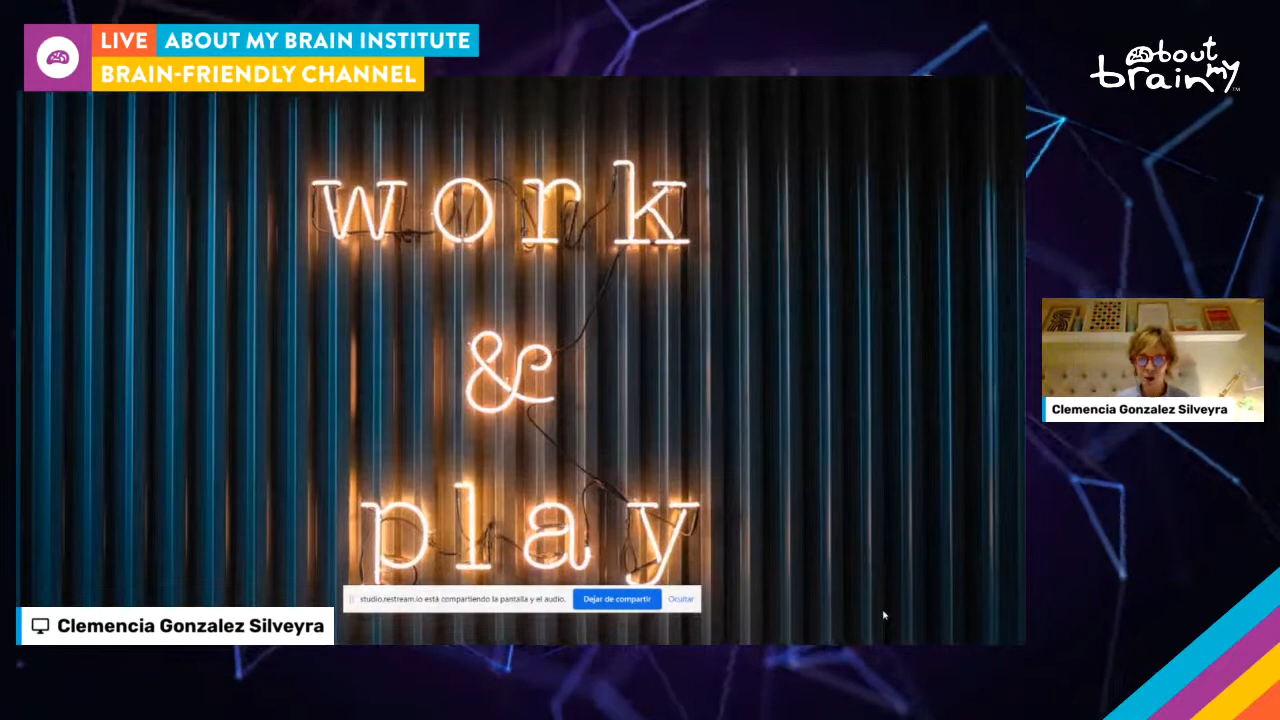 LIVE ABOUT MY BRAIN INSTITUTE
BRAIN-FRIENDLY CHANNEL
about
my
brain™
work
&
play
Clemencia Gonzalez Silveyra
studio.restream.io está compartiendo la pantalla y el audio. Dejar de compartir Ocultar
Clemencia Gonzalez Silveyra